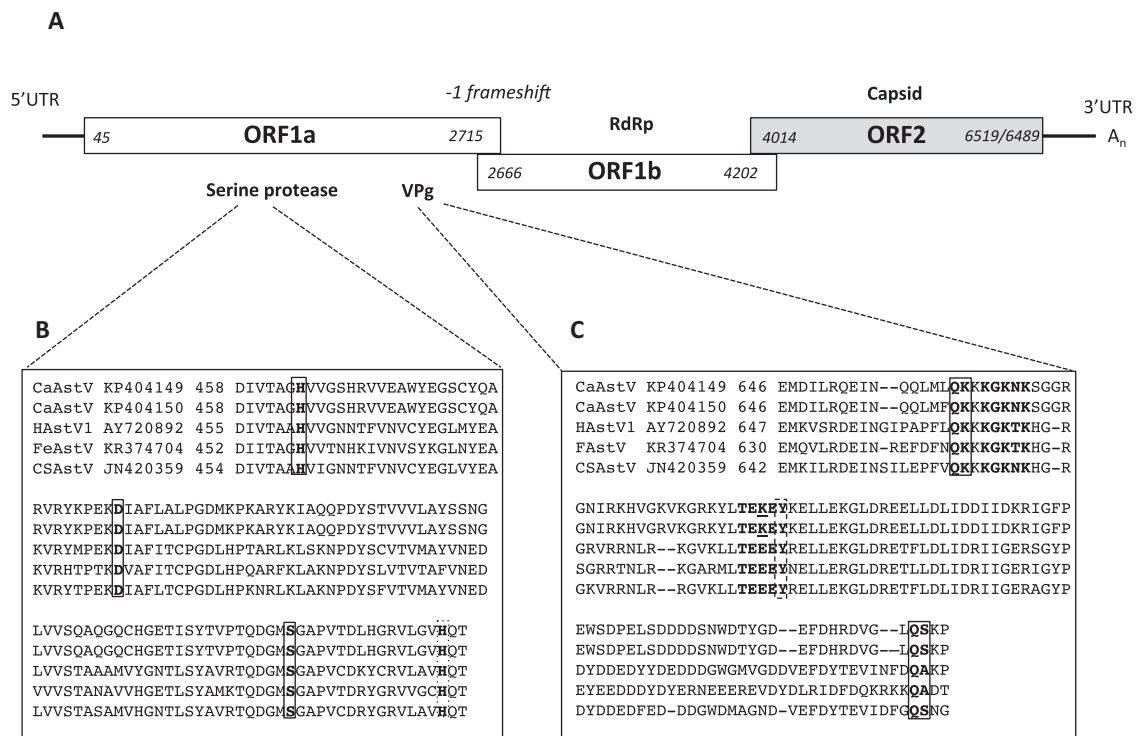 A
5'UTR
-1 frameshift
RdRp
Capsid
3'UTR
45 ORF1a 2715
4014 ORF2 6519/6489
An
2666 ORF1b 4202
Serine protease
VPg
B
CaAstV KP404149 458 DIVTAGHVVGSHRVVEAWYEGSCYQA
CaAstV KP404150 458 DIVTAGHVVGSHRVVEAWYEGSCYQA
HAstV1 AY720892 455 DIVTAAHVVGNNTFVNVCYEGLMYEA
FeAstV KR374704 452 DIITAGHVVTNHKIVNVSYKGLNYEA
CSAstV JN420359 454 DIVTAAHVIGNNTFVNVCYEGLVYEA
RVRYKPEKDIAFLALPGDMKPKARYKIAQQPDYSTVVVLAYSSNG
RVRYKPEKDIAFLALPGDMKPKARYKIAQQPDYSTVVVLAYSSNG
KVRYMPEKDIAFITCPGDLHPTARLKLSKNPDYSCVTVMAYVNED
KVRHTPTKDVAFITCPGDLHPQARFKLAKNPDYSLVTVTAFVNED
KVRYTPEKDIAFLTCPGDLHPKNRLKLAKNPDYSFVTVMAYVNED
LVVSQAQGQCHGETISYTVPTQDGMSGAPVTDLHGRVLGVHQT
LVVSQAQGQCHGETISYTVPTQDGMSGAPVTDLHGRVLGVHQT
LVVSTAAAMVYGNTLSYAVRTQDGMSGAPVCDKYCRVLAVHQT
VVVSTANAVVHGETLSYAMKTQDGMSGAPVTDRYGRVVGCHQT
LVVSTASAMVHGNTLSYAVRTQDGMSGAPVCDRYGRVLAVHQT
C
CaAstV KP404149 646 EMDILRQEIN--QQLMLQKKKGKNKSGGR
CaAstV KP404150 646 EMDILRQEIN--QQLMFQKKKGKNKSGGR
HAstV1 AY720892 647 EMKVSRDEINGIPAPFLQKKKGKTKHG-R
FAstV KR374704 630 EMQVLRDEIN-REFDFNQKKKGKTKHG-R
CSAstV JN420359 642 EMKILRDEINSILEPFVQKKKGKNKHG-R
GNIRKHVGKVKGRKYLTEKEYKELLEKGLDREELLDLIDDIIDKRIGFP
GNIRKHVGRVKGRKYLTEKEYKELLEKGLDREELLDLIDDIIDKRIGFP
GRVRRNLR--KGVKLLTEEEYRELLEKGLDRETFLDLIDRIIGERSGYP
SGRRTNLR-KGARMLTEEEYNELLERGLDRETLLDLIDRIIGERIGYP
GKVRRNLR--RGVKLLTEEEYRELLEKGLDRETFLDLIDRIIGERAGYP
EWSDPELSDDDDSNWDTYGD--EFDHRDVG--LQSKP
EWSDPELSDDDDSNWDTYGD--EFDHRDVG--LQSKP
DYDDEDYYDEDDDGWGMVGDDVEFDYTEVINFDQAKP
EYEEDDDYDYERNEEEREVDYDLRIDFDQKRKKQADT
DYDDEDFED-DDGWDMAGND-VEFDYTEVIDFGQSNG